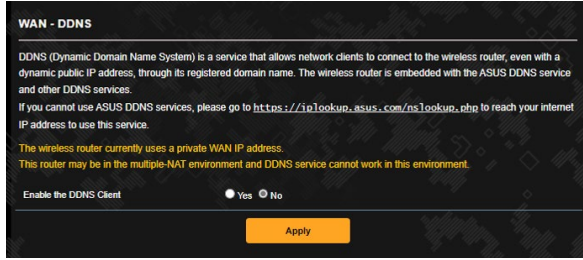 WAN - DDNS
DDNS (Dynamic Domain Name System) is a service that allows network clients to connect to the wireless router, even with a
dynamic public IP address, through its registered domain name. The wireless router is embedded with the ASUS DDNS service
and other DDNS services.
If you cannot use ASUS DDNS services, please go to https://iplookup.asus.com/nslookup.php to reach your internet
IP address to use this service.
The wireless router currently uses a private WAN IP address.
This router may be in the multiple-NAT environment and DDNS service cannot work in this environment.
Enable the DDNS Client Yes No
Apply